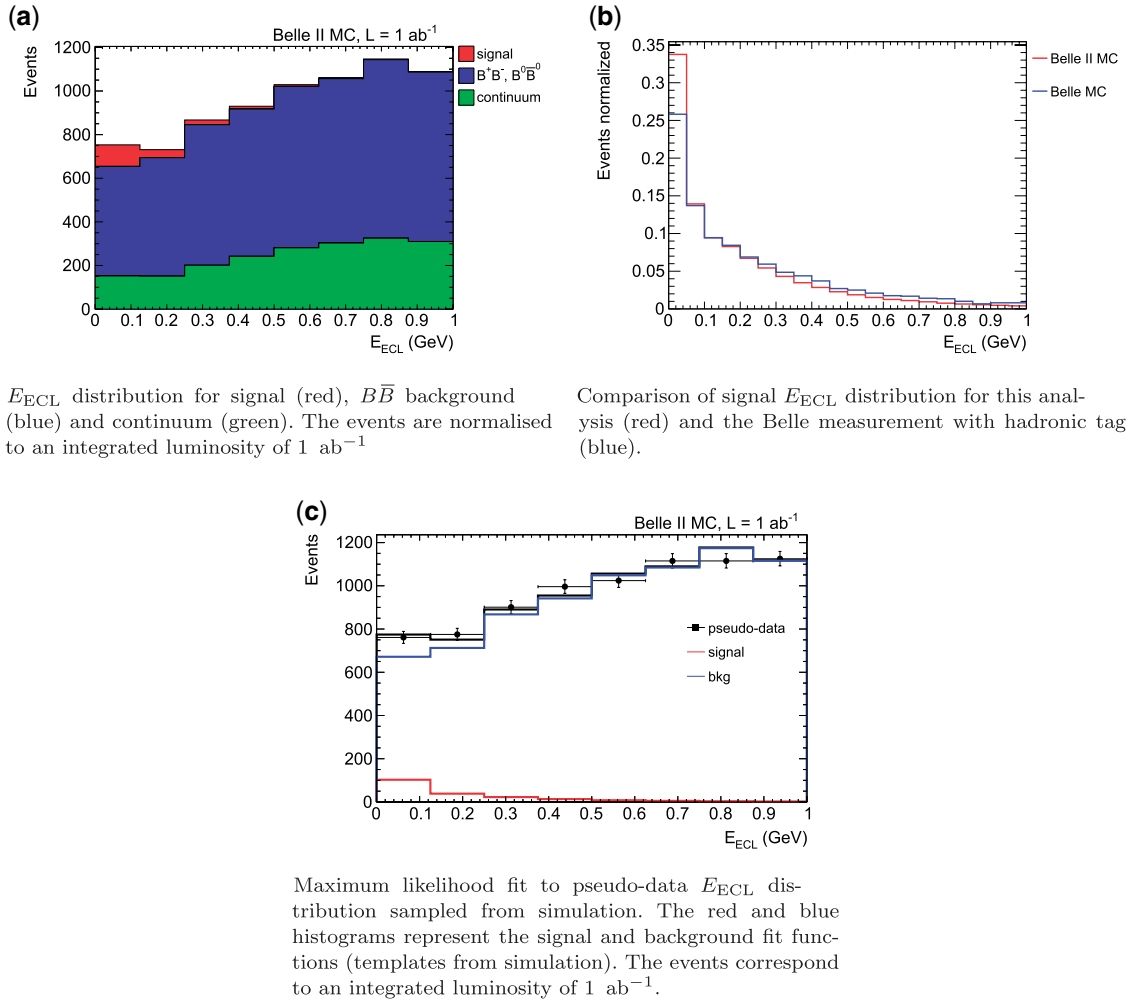 (a)
Belle II MC, L = 1 ab⁻¹
Events
1200
1000
800
600
400
200
0
0 0.1 0.2 0.3 0.4 0.5 0.6 0.7 0.8 0.9 1
E_ECL (GeV)
signal
B⁺B⁻, B⁰B̅⁰
continuum
E_ECL distribution for signal (red), BB̅ background
(blue) and continuum (green). The events are normalised
to an integrated luminosity of 1 ab⁻¹
(b)
Events normalized
0.35
0.3
0.25
0.2
0.15
0.1
0.05
0
0.1 0.2 0.3 0.4 0.5 0.6 0.7 0.8 0.9 1
E_ECL (GeV)
Belle II MC
Belle MC
Comparison of signal E_ECL distribution for this anal-
ysis (red) and the Belle measurement with hadronic tag
(blue).
(c)
Belle II MC, L = 1 ab⁻¹
Events
1200
1000
800
600
400
200
0
0 0.1 0.2 0.3 0.4 0.5 0.6 0.7 0.8 0.9 1
E_ECL (GeV)
pseudo-data
signal
bkg
Maximum likelihood fit to pseudo-data E_ECL dis-
tribution sampled from simulation. The red and blue
histograms represent the signal and background fit func-
tions (templates from simulation). The events correspond
to an integrated luminosity of 1 ab⁻¹.